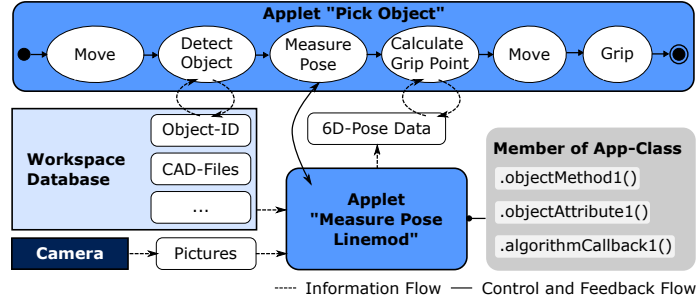 Applet "Pick Object"
Move
Detect
Object
Measure
Pose
Calculate
Grip Point
Move
Grip
Workspace
Database
Object-ID
CAD-Files
...
6D-Pose Data
Applet
"Measure Pose
Linemod"
Member of App-Class
.objectMethod1()
.objectAttribute1()
.algorithmCallback1()
Camera
Pictures
Information Flow
Control and Feedback Flow